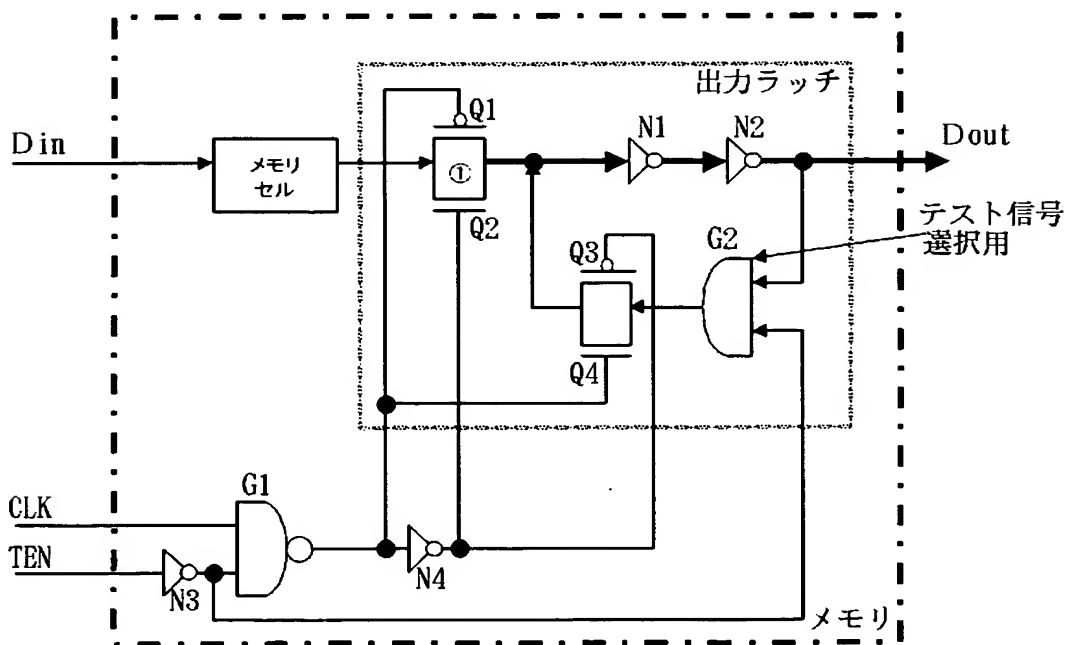 出力ラッチ
Q1
N1
N2
Din
Dout
メモリ
セル
①
Q2
テスト信号
選択用
Q3
G2
Q4
G1
CLK
TEN
N3
N4
メモリ